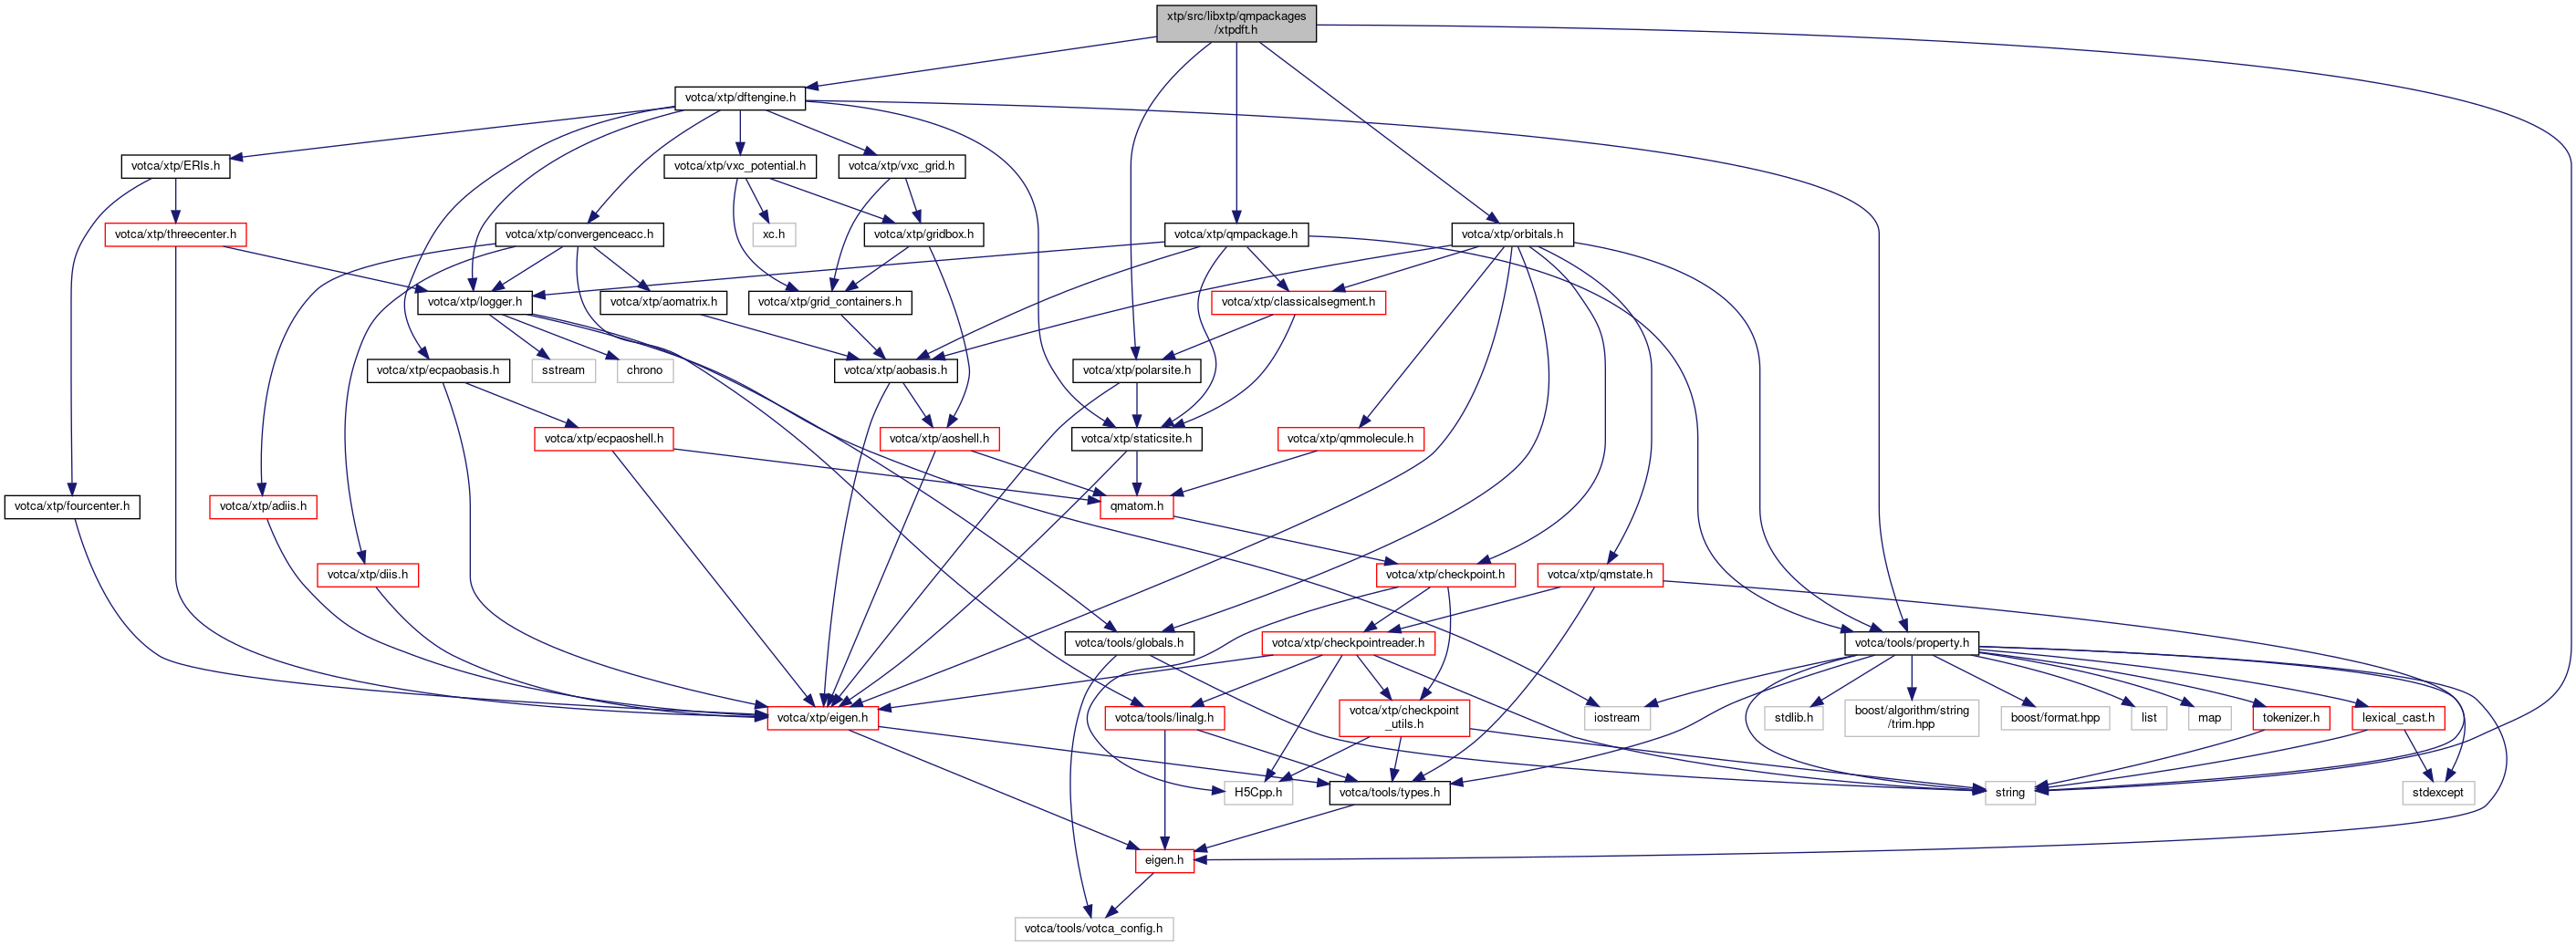 xtp/src/libxtp/qmpackages
/xtpdft.h
votca/xtp/dftengine.h
votca/xtp/ERIs.h
votca/xtp/vxc_potential.h
votca/xtp/vxc_grid.h
votca/xtp/threecenter.h
votca/xtp/convergenceacc.h
xc.h
votca/xtp/gridbox.h
votca/xtp/qmpackage.h
votca/xtp/orbitals.h
votca/xtp/logger.h
votca/xtp/aomatrix.h
votca/xtp/grid_containers.h
votca/xtp/classicalsegment.h
votca/xtp/ecpaobasis.h
sstream
chrono
votca/xtp/aobasis.h
votca/xtp/polarsite.h
votca/xtp/ecpaoshell.h
votca/xtp/aoshell.h
votca/xtp/staticsite.h
votca/xtp/qmmolecule.h
votca/xtp/fourcenter.h
votca/xtp/adiis.h
qmatom.h
votca/xtp/diis.h
votca/xtp/checkpoint.h
votca/xtp/qmstate.h
votca/tools/globals.h
votca/xtp/checkpointreader.h
votca/tools/property.h
votca/xtp/eigen.h
votca/tools/linalg.h
votca/xtp/checkpoint
_utils.h
iostream
stdlib.h
boost/algorithm/string
/trim.hpp
boost/format.hpp
list
map
tokenizer.h
lexical_cast.h
H5Cpp.h
votca/tools/types.h
string
stdexcept
eigen.h
votca/tools/votca_config.h